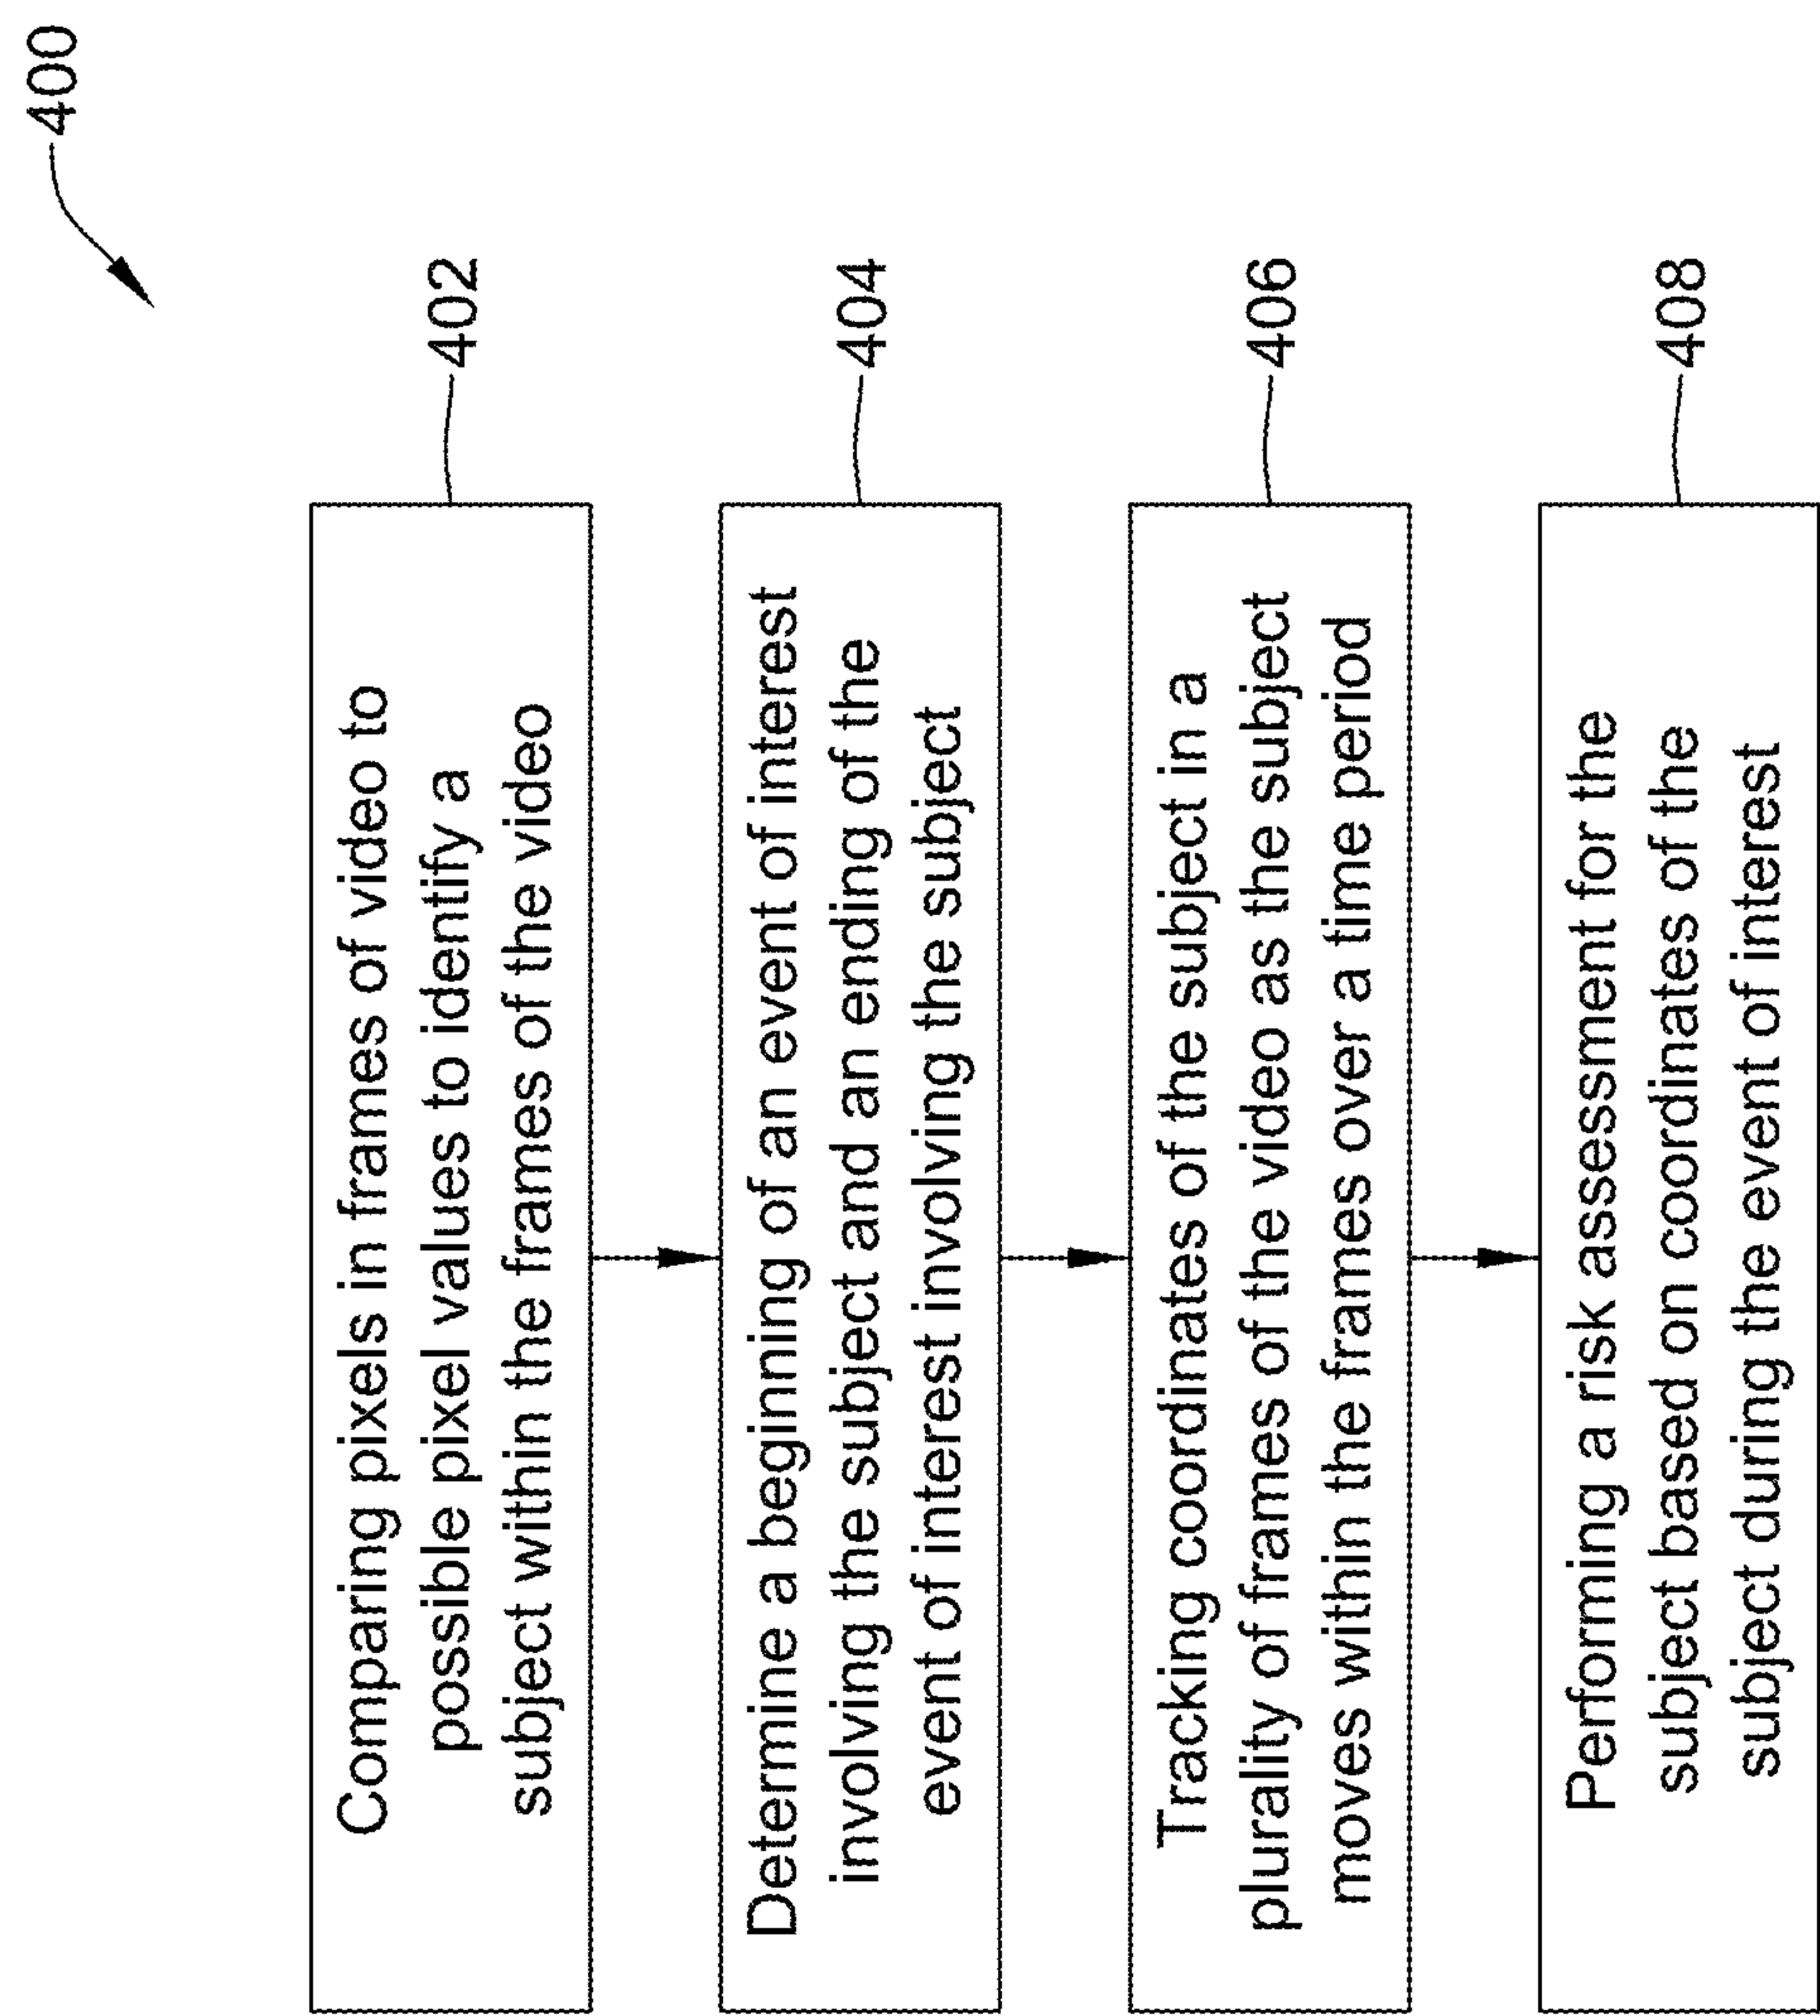 400
Comparing pixels in frames of video to
possible pixel values to identify a
subject within the frames of the video
402
Determine a beginning of an event of interest
involving the subject and an ending of the
event of interest involving the subject
404
Tracking coordinates of the subject in a
plurality of frames of the video as the subject
moves within the frames over a time period
406
Performing a risk assessment for the
subject based on coordinates of the
subject during the event of interest
408